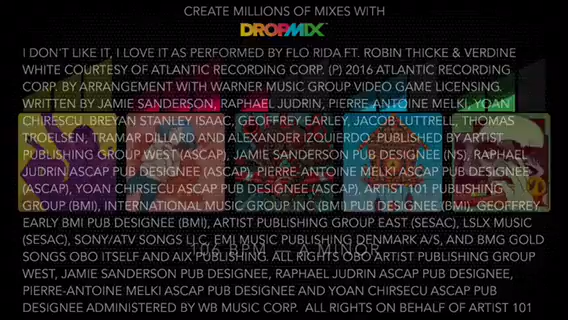 CREATE MILLIONS OF MIXES WITH
DROPMIX
I DON'T LIKE IT, I LOVE IT AS PERFORMED BY FLO RIDA FT. ROBIN THICKE & VERDINE
WHITE COURTESY OF ATLANTIC RECORDING CORP. (P) 2016 ATLANTIC RECORDING
CORP. BY ARRANGEMENT WITH WARNER MUSIC GROUP VIDEO GAME LICENSING.
WRITTEN BY JAMIE SANDERSON, RAPHAEL JUDRIN, PIERRE-ANTOINE MELKI, YOAN
CHIRESCU, BREYAN STANLEY ISAAC, GEOFFREY EARLEY, JACOB LUTTRELL, THOMAS
TROELSEN, TRAMAR DILLARD AND ALEXANDER IZQUIERDO. PUBLISHED BY ARTIST
PUBLISHING GROUP WEST (ASCAP), JAMIE SANDERSON PUB DESIGNEE (NS), RAPHAEL
JUDRIN ASCAP PUB DESIGNEE (ASCAP), PIERRE-ANTOINE MELKI ASCAP PUB DESIGNEE
(ASCAP), YOAN CHIRSECU ASCAP PUB DESIGNEE (ASCAP), ARTIST 101 PUBLISHING
GROUP (BMI), INTERNATIONAL MUSIC GROUP INC (BMI) PUB DESIGNEE (BMI), GEOFFREY
EARLY BMI PUB DESIGNEE (BMI), ARTIST PUBLISHING GROUP EAST (SESAC), LSLX MUSIC
(SESAC), SONY/ATV SONGS LLC, EMI MUSIC PUBLISHING DENMARK A/S, AND BMG GOLD
106 BPM A MINOR
SONGS OBO ITSELF AND AIX PUBLISHING. ALL RIGHTS OBO ARTIST PUBLISHING GROUP
WEST, JAMIE SANDERSON PUB DESIGNEE, RAPHAEL JUDRIN ASCAP PUB DESIGNEE,
PIERRE-ANTOINE MELKI ASCAP PUB DESIGNEE AND YOAN CHIRSECU ASCAP PUB
DESIGNEE ADMINISTERED BY WB MUSIC CORP. ALL RIGHTS ON BEHALF OF ARTIST 101